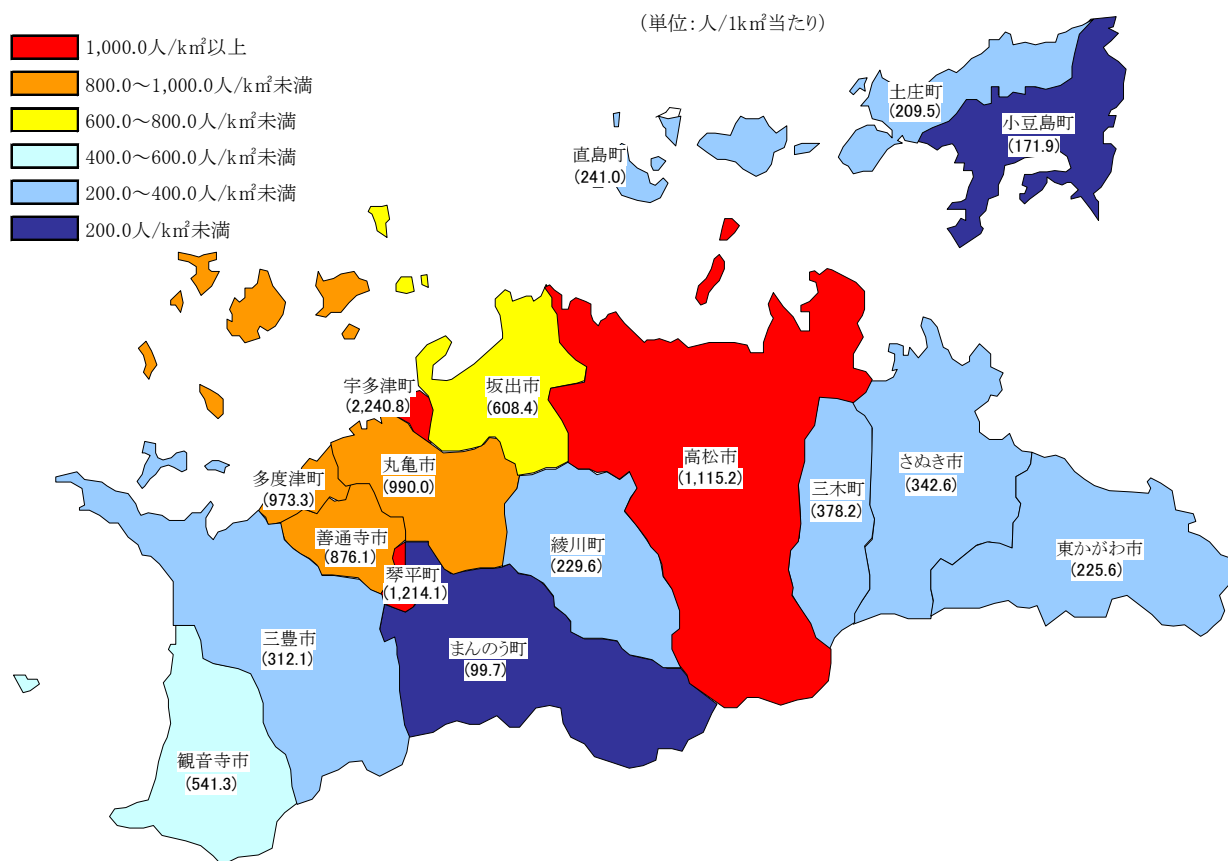 (単位:人/1k㎡当たり)
1,000.0人/k㎡以上
800.0～1,000.0人/k㎡未満
600.0～800.0人/k㎡未満
400.0～600.0人/k㎡未満
200.0～400.0人/k㎡未満
200.0人/k㎡未満
土庄町
(209.5)
小豆島町
(171.9)
直島町
(241.0)
宇多津町
(2,240.8)
坂出市
(608.4)
高松市
(1,115.2)
さぬき市
(342.6)
三木町
(378.2)
丸亀市
(990.0)
多度津町
(973.3)
善通寺市
(876.1)
琴平町
(1,214.1)
綾川町
(229.6)
東かがわ市
(225.6)
三豊市
(312.1)
まんのう町
(99.7)
観音寺市
(541.3)